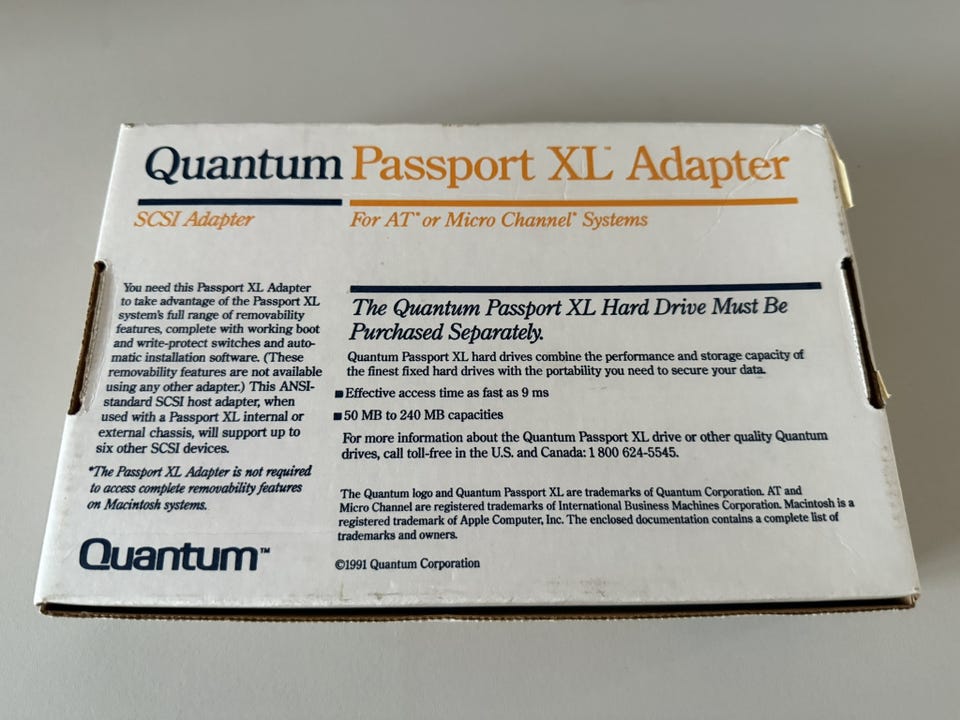 Quantum Passport XL™ Adapter
SCSI Adapter
For AT* or Micro Channel* Systems
You need this Passport XL Adapter
to take advantage of the Passport XL
system's full range of removability
features, complete with working boot
and write-protect switches and auto-
matic installation software. (These
removability features are not available
using any other adapter.) This ANSI-
standard SCSI host adapter, when
used with a Passport XL internal or
external chassis, will support up to
six other SCSI devices.
*The Passport XL Adapter is not required
to access complete removability features
on Macintosh systems.
Quantum™
The Quantum Passport XL Hard Drive Must Be
Purchased Separately.
Quantum Passport XL hard drives combine the performance and storage capacity of
the finest fixed hard drives with the portability you need to secure your data.
■ Effective access time as fast as 9 ms
■ 50 MB to 240 MB capacities
For more information about the Quantum Passport XL drive or other quality Quantum
drives, call toll-free in the U.S. and Canada: 1 800 624-5545.
The Quantum logo and Quantum Passport XL are trademarks of Quantum Corporation. AT and
Micro Channel are registered trademarks of International Business Machines Corporation. Macintosh is a
registered trademark of Apple Computer, Inc. The enclosed documentation contains a complete list of
trademarks and owners.
©1991 Quantum Corporation